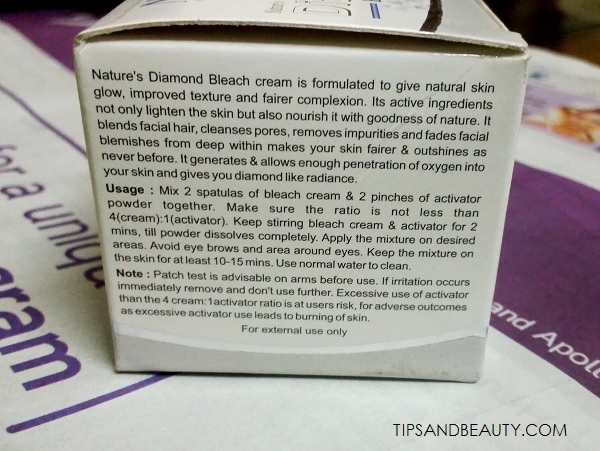 Nature's Diamond Bleach cream is formulated to give natural skin
glow, improved texture and fairer complexion. Its active ingredients
not only lighten the skin but also nourish it with goodness of nature. It
blends facial hair, cleanses pores, removes impurities and fades facial
blemishes from deep within makes your skin fairer & outshines as
never before. It generates & allows enough penetration of oxygen into
your skin and gives you diamond like radiance.
Usage : Mix 2 spatulas of bleach cream & 2 pinches of activator
powder together. Make sure the ratio is not less than
4(cream):1(activator). Keep stirring bleach cream & activator for 2
mins, till powder dissolves completely. Apply the mixture on desired
areas. Avoid eye brows and area around eyes. Keep the mixture on
the skin for at least 10-15 mins. Use normal water to clean.
Note : Patch test is advisable on arms before use. If irritation occurs
immediately remove and don't use further. Excessive use of activator
than the 4 cream:1activator ratio is at users risk, for adverse outcomes
as excessive activator use leads to burning of skin.
For external use only
for a unique
ram
and Apollo
TIPSANDBEAUTY.COM